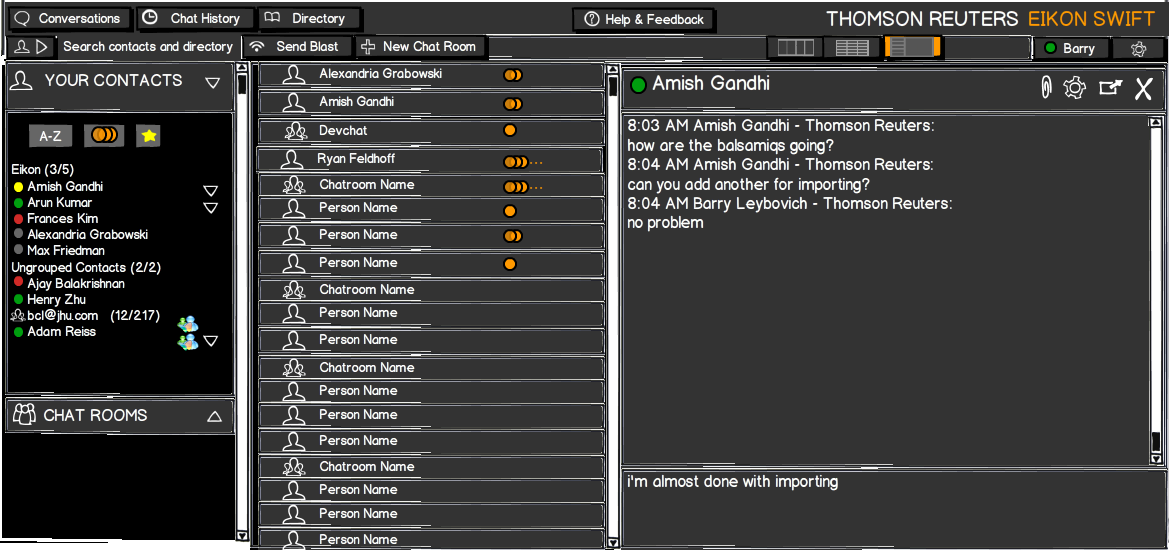 Conversations
Chat History
Directory
Help & Feedback
THOMSON REUTERS EIKON SWIFT
Search contacts and directory
Send Blast
New Chat Room
Barry
YOUR CONTACTS
A-Z
Eikon (3/5)
Amish Gandhi
Arun Kumar
Frances Kim
Alexandria Grabowski
Max Friedman
Ungrouped Contacts (2/2)
Ajay Balakrishnan
Henry Zhu
bcl@jhu.com (12/217)
Adam Reiss
CHAT ROOMS
Alexandria Grabowski
Amish Gandhi
Devchat
Ryan Feldhoff
Chatroom Name
Person Name
Person Name
Person Name
Chatroom Name
Person Name
Person Name
Chatroom Name
Person Name
Person Name
Person Name
Chatroom Name
Person Name
Person Name
Person Name
Amish Gandhi
8:03 AM Amish Gandhi - Thomson Reuters:
how are the balsamiqs going?
8:04 AM Amish Gandhi - Thomson Reuters:
can you add another for importing?
8:04 AM Barry Leybovich - Thomson Reuters:
no problem
i'm almost done with importing